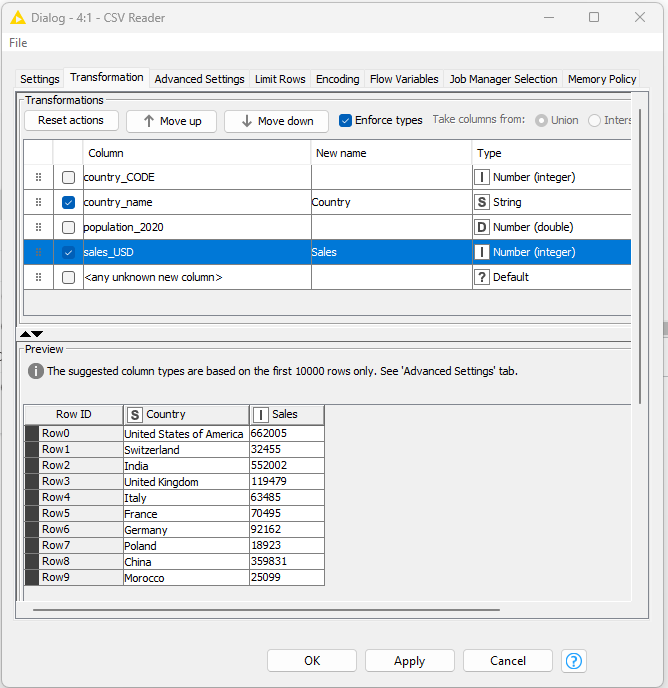 Dialog - 4:1 - CSV Reader
File
Settings Transformation Advanced Settings Limit Rows Encoding Flow Variables Job Manager Selection Memory Policy
Transformations
Reset actions Move up Move down Enforce types Take columns from: Union Inters
Column New name Type
country_CODE I Number (integer)
country_name Country S String
population_2020 D Number (double)
sales_USD Sales I Number (integer)
<any unknown new column> ? Default
Preview
i The suggested column types are based on the first 10000 rows only. See 'Advanced Settings' tab.
Row ID S Country I Sales
Row0 United States of America 662005
Row1 Switzerland 32455
Row2 India 552002
Row3 United Kingdom 119479
Row4 Italy 63485
Row5 France 70495
Row6 Germany 92162
Row7 Poland 18923
Row8 China 359831
Row9 Morocco 25099
OK Apply Cancel ?